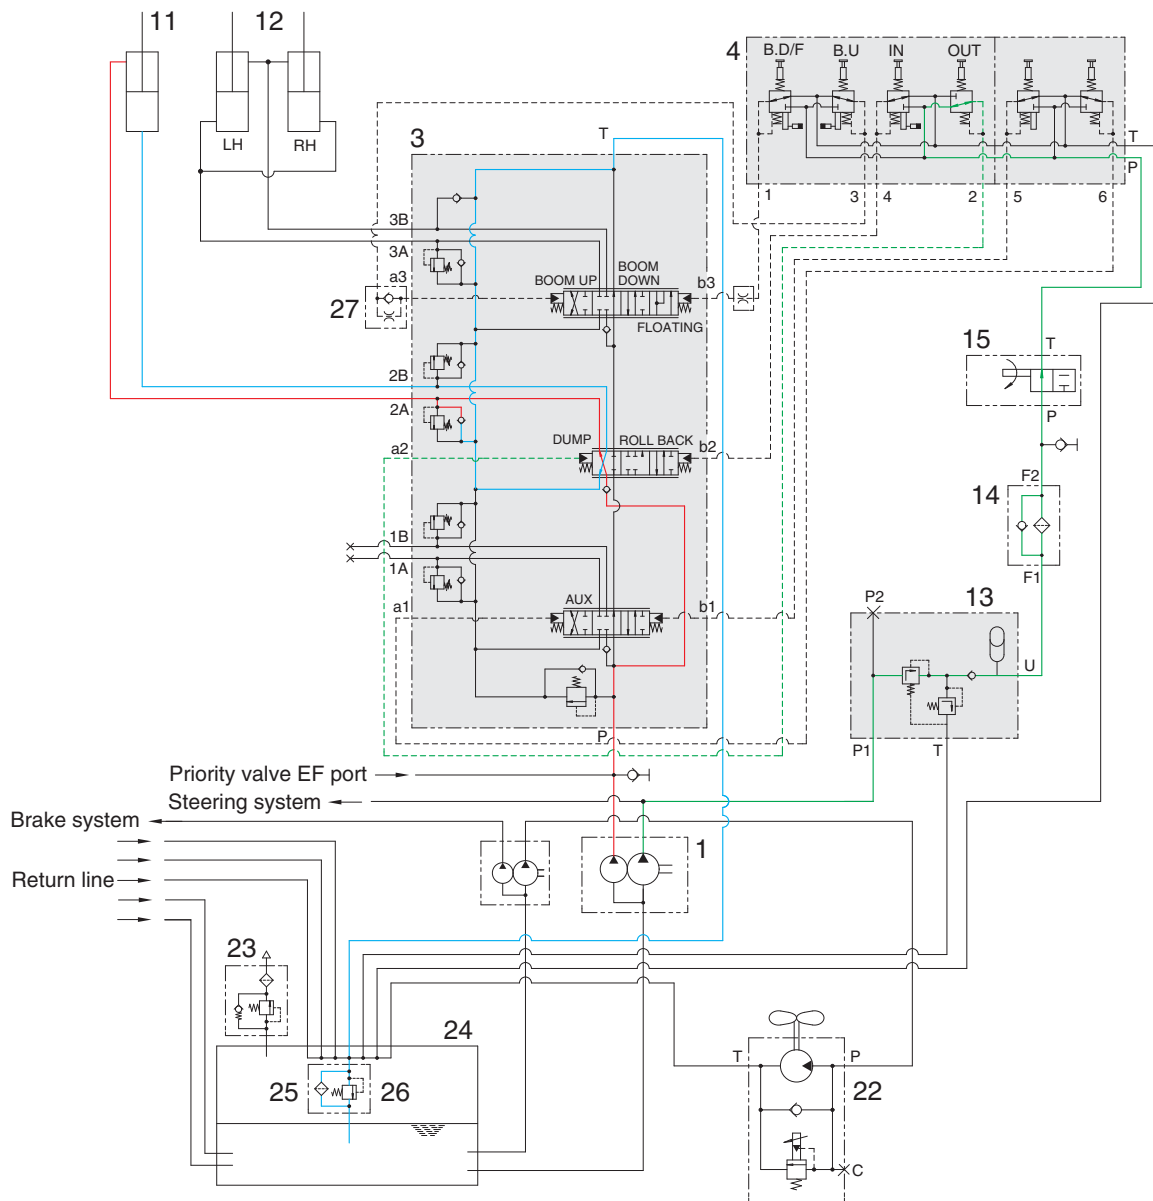 11
12
LH
RH
4
B.D/F
B.U
IN
OUT
T
P
1
3
4
2
5
6
3
T
3B
3A
a3
BOOM UP
BOOM DOWN
b3
27
FLOATING
2B
2A
DUMP
ROLL BACK
a2
b2
1B
1A
a1
AUX
b1
P
15
T
P
F2
14
F1
P2
13
U
P1
T
Priority valve EF port
Steering system
Brake system
1
Return line
23
24
25
26
T
P
22
C